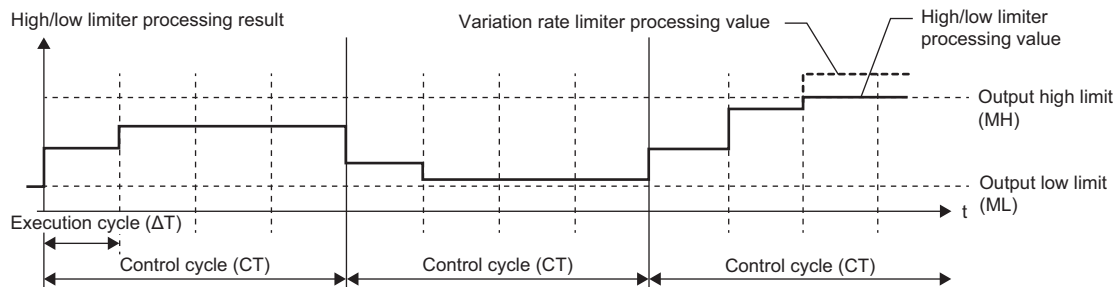 High/low limiter processing result
Variation rate limiter processing value
High/low limiter
processing value
Output high limit
(MH)
Output low limit
(ML)
t
Execution cycle (ΔT)
Control cycle (CT)
Control cycle (CT)
Control cycle (CT)